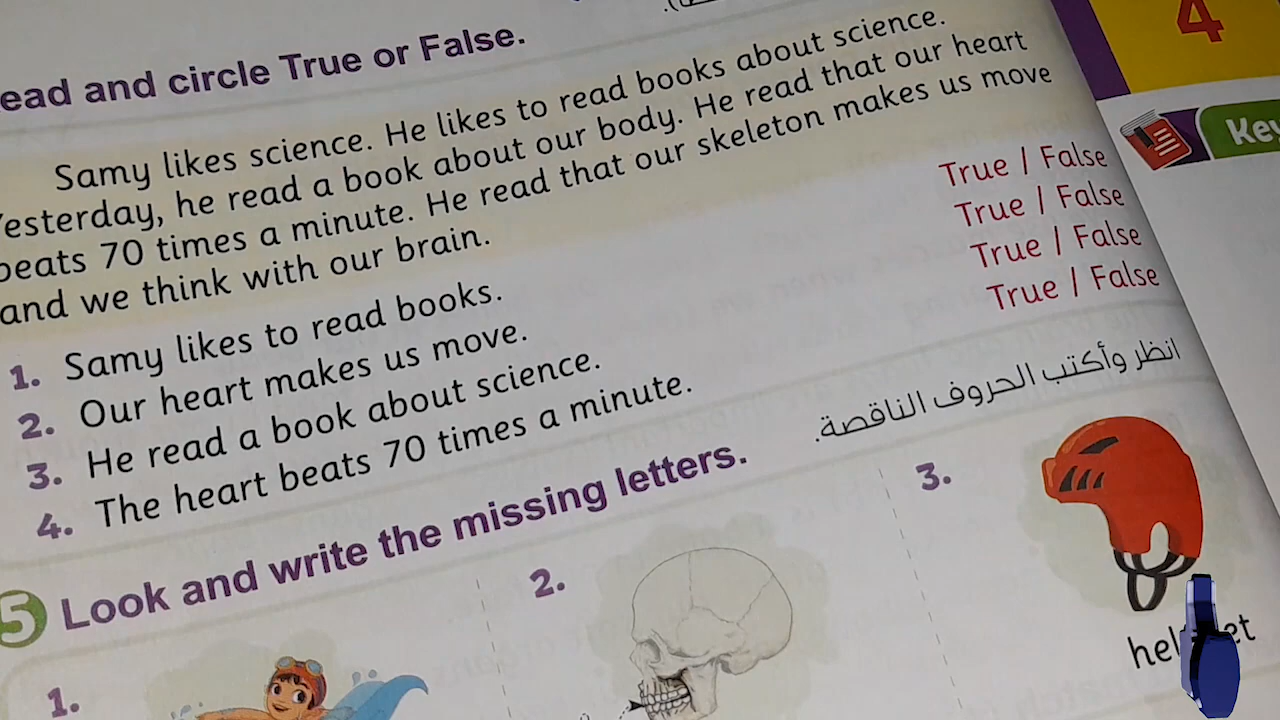 ead and circle True or False.
Samy likes science. He likes to read books about science.
Yesterday, he read a book about our body. He read that our heart
beats 70 times a minute. He read that our skeleton makes us move
and we think with our brain.
1. Samy likes to read books. True / False
2. Our heart makes us move. True / False
3. He read a book about science. True / False
4. The heart beats 70 times a minute. True / False
5 Look and write the missing letters.
انظر وأكتب الحروف الناقصة.
1.
2.
3.
hel et
4
Key